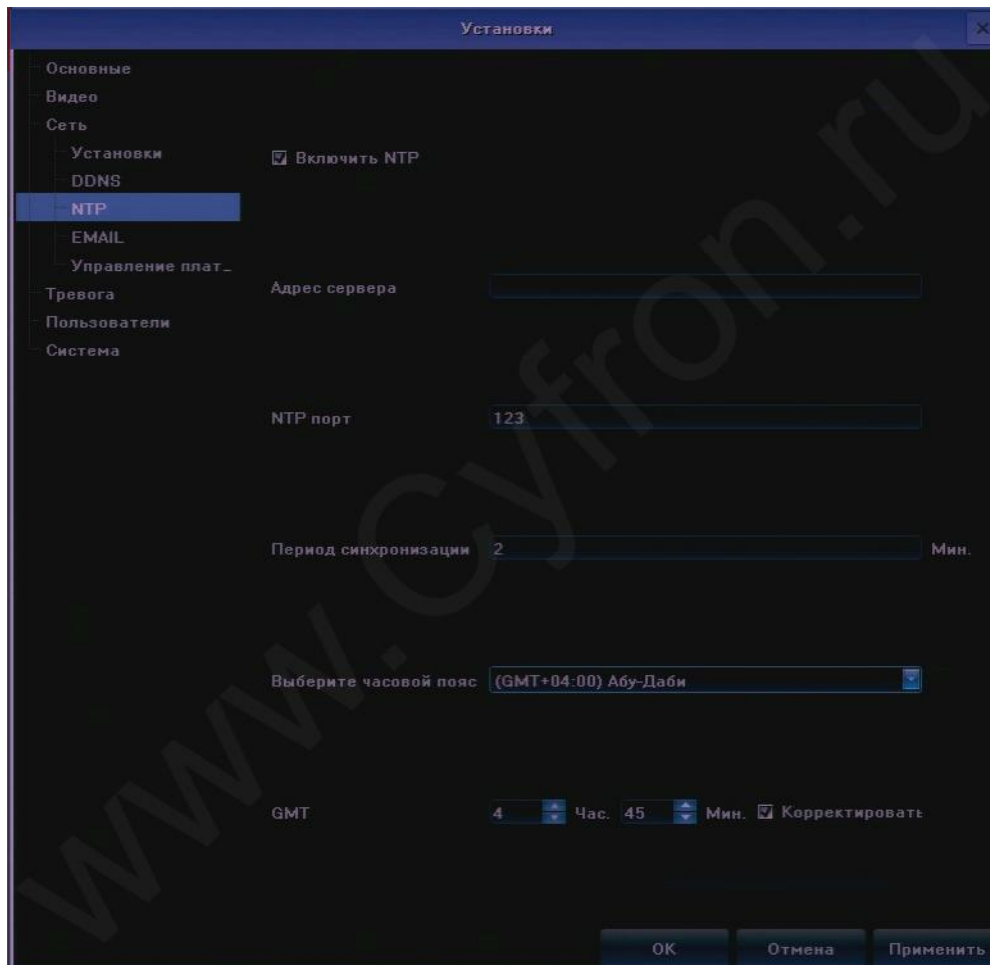 Установки
Основные
Видео
Сеть
Установки
DDNS
NTP
EMAIL
Управление плат_
Тревога
Пользователи
Система
Включить NTP
Адрес сервера
NTP порт 123
Период синхронизации 2 Мин.
Выберите часовой пояс (GMT+04:00) Абу-Даби
GMT 4 Час. 45 Мин. Корректировать
OK Отмена Применить
www.Cyfron.ru